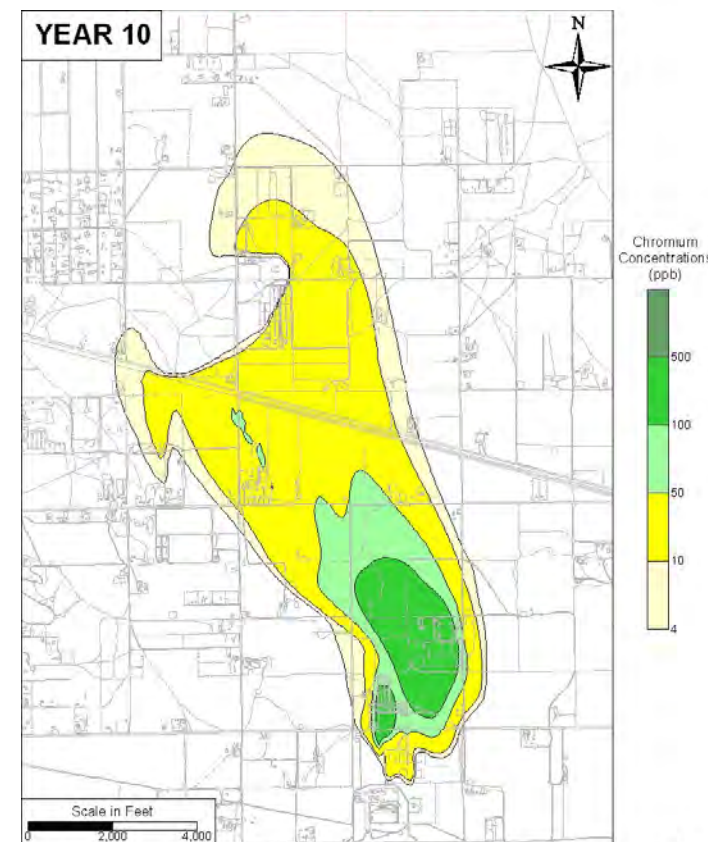 YEAR 10
N
Chromium
Concentrations
(ppb)
500
100
50
10
4
Scale in Feet
0 2,000 4,000